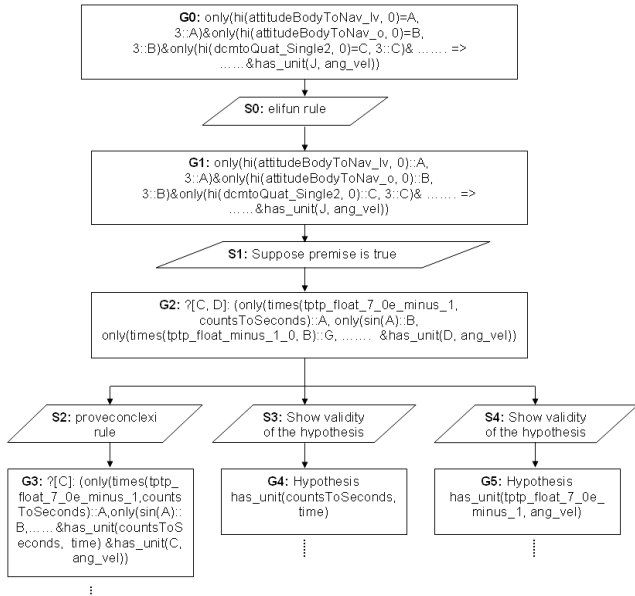 G0: only(hi(attitudeBodyToNav_lv, 0)=A,
3::A)&only(hi(attitudeBodyToNav_o, 0)=B,
3::B)&only(hi(dcmtoQuat_Single2, 0)=C, 3::C)& ……. =>
……&has_unit(J, ang_vel))
S0: elifun rule
G1: only(hi(attitudeBodyToNav_lv, 0)::A,
3::A)&only(hi(attitudeBodyToNav_o, 0)::B,
3::B)&only(hi(dcmtoQuat_Single2, 0)::C, 3::C)& ……. =>
……&has_unit(J, ang_vel))
S1: Suppose premise is true
G2: ?[C, D]: (only(times(tptp_float_7_0e_minus_1,
countsToSeconds)::A, only(sin(A)::B,
only(times(tptp_float_minus_1_0, B)::G, ……. &has_unit(D, ang_vel))
S2: proveconclexi
rule
S3: Show validity
of the hypothesis
S4: Show validity
of the hypothesis
G3: ?[C]: (only(times(tptp_
float_7_0e_minus_1,counts
ToSeconds)::A,only(sin(A)::
B,…… &has_unit(countsToS
econds, time) &has_unit(C,
ang_vel))
G4: Hypothesis
has_unit(countsToSeconds,
time)
G5: Hypothesis
has_unit(tptp_float_7_0e_
minus_1, ang_vel)